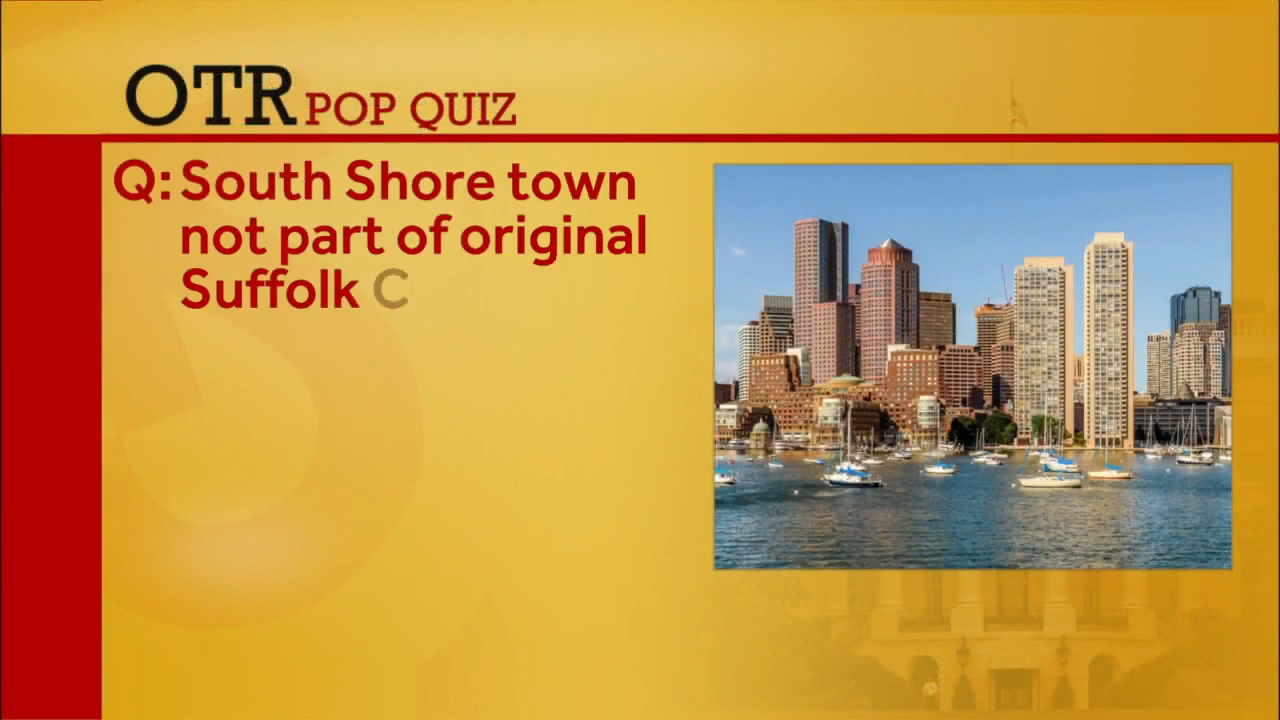 OTR POP QUIZ
Q: South Shore town
not part of original
Suffolk C